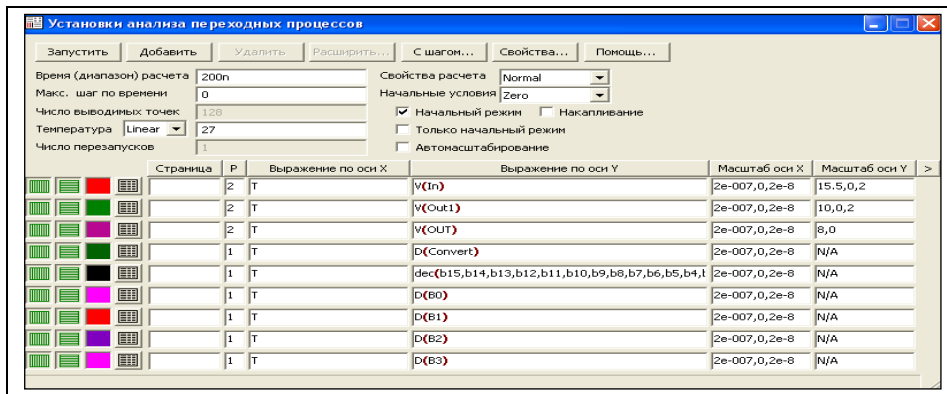 Установки анализа переходных процессов
Запустить Добавить Удалить Расширить... С шагом... Свойства... Помощь...
Время (диапазон) расчета 200n Свойства расчета Normal
Макс. шаг по времени 0 Начальные условия Zero
Число выводимых точек 128 Начальный режим Накапливание
Температура Linear 27 Только начальный режим
Число перезапусков 1 Автомасштабирование
Страница P Выражение по оси X Выражение по оси Y Масштаб оси X Масштаб оси Y >
2 T V(In) 2e-007,0,2e-8 15.5,0,2
2 T V(Out1) 2e-007,0,2e-8 10,0,2
2 T V(OUT) 2e-007,0,2e-8 8,0
1 T D(Convert) 2e-007,0,2e-8 N/A
1 T dec(b15,b14,b13,b12,b11,b10,b9,b8,b7,b6,b5,b4,b 2e-007,0,2e-8 N/A
1 T D(B0) 2e-007,0,2e-8 N/A
1 T D(B1) 2e-007,0,2e-8 N/A
1 T D(B2) 2e-007,0,2e-8 N/A
1 T D(B3) 2e-007,0,2e-8 N/A